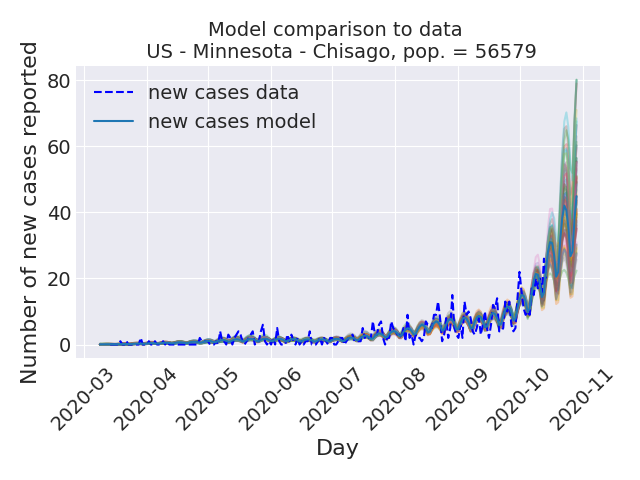 Model comparison to data
US - Minnesota - Chisago, pop. = 56579
Number of new cases reported
80
60
40
20
0
new cases data
new cases model
2020-03
2020-04
2020-05
2020-06
2020-07
2020-08
2020-09
2020-10
2020-11
Day